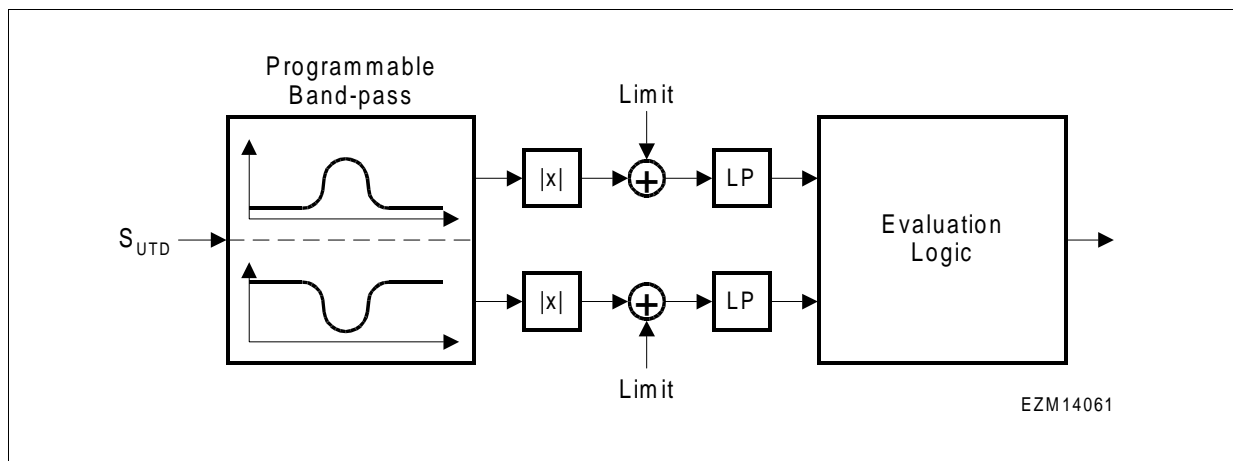 Programmable
Band-pass
Limit
|x|
+
LP
S_UTD
Evaluation
Logic
|x|
+
LP
Limit
EZM14061